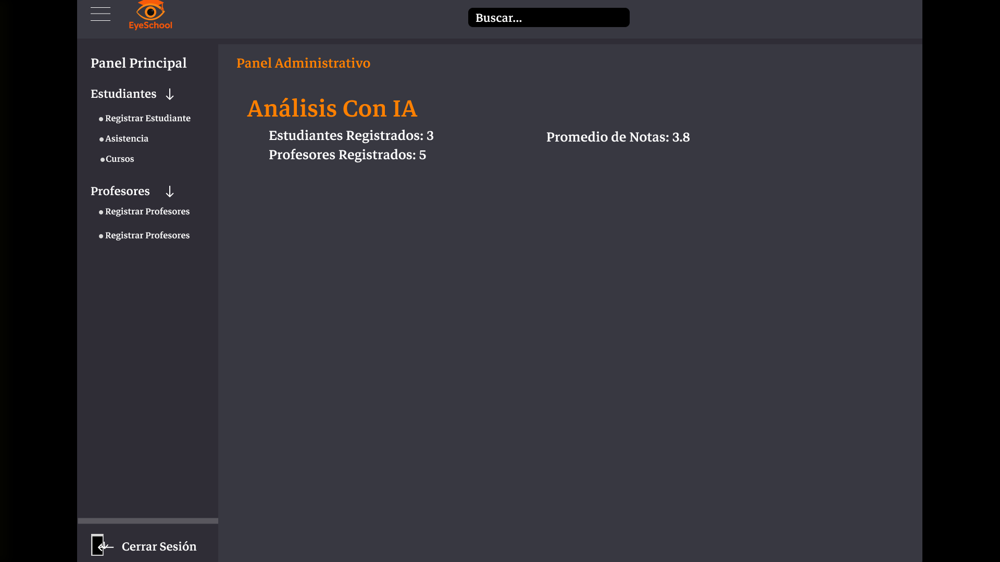 EyeSchool
Buscar...
Panel Principal
Estudiantes
Registrar Estudiante
Asistencia
Cursos
Profesores
Registrar Profesores
Registrar Profesores
Cerrar Sesión
Panel Administrativo
Análisis Con IA
Estudiantes Registrados: 3
Profesores Registrados: 5
Promedio de Notas: 3.8